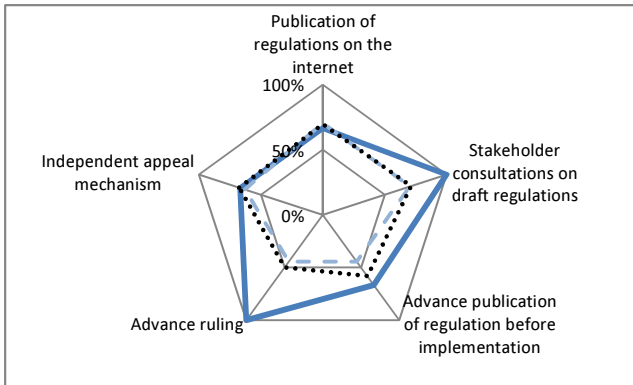 Publication of
regulations on the
internet
100%
50%
0%
Stakeholder
consultations on
draft regulations
Independent appeal
mechanism
Advance ruling
Advance publication
of regulation before
implementation